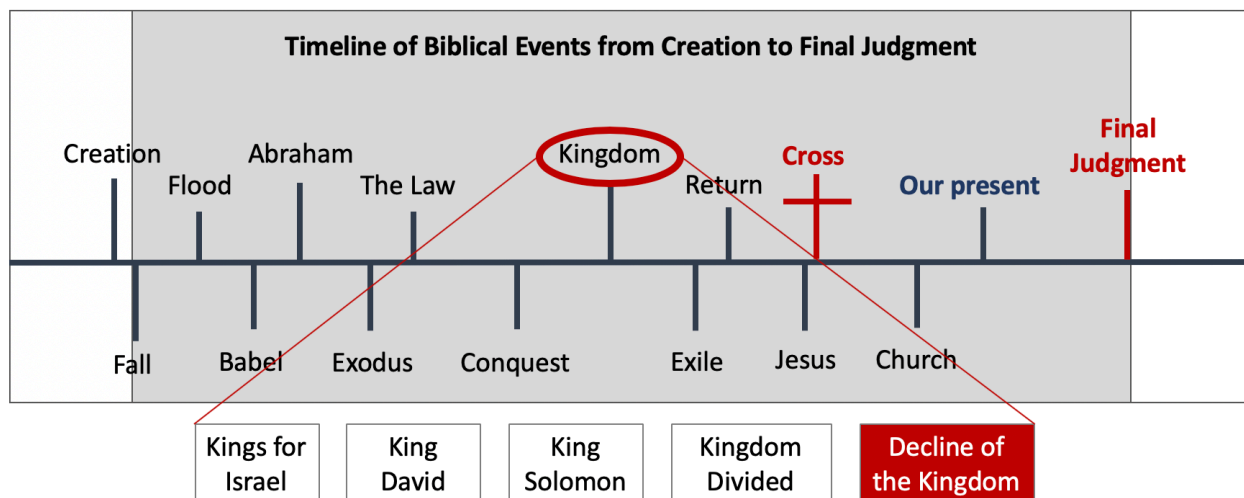 Timeline of Biblical Events from Creation to Final Judgment
Creation
Flood
Abraham
The Law
Kingdom
Return
Cross
Our present
Final
Judgment
Fall
Babel
Exodus
Conquest
Exile
Jesus
Church
Kings for
Israel
King
David
King
Solomon
Kingdom
Divided
Decline of
the Kingdom